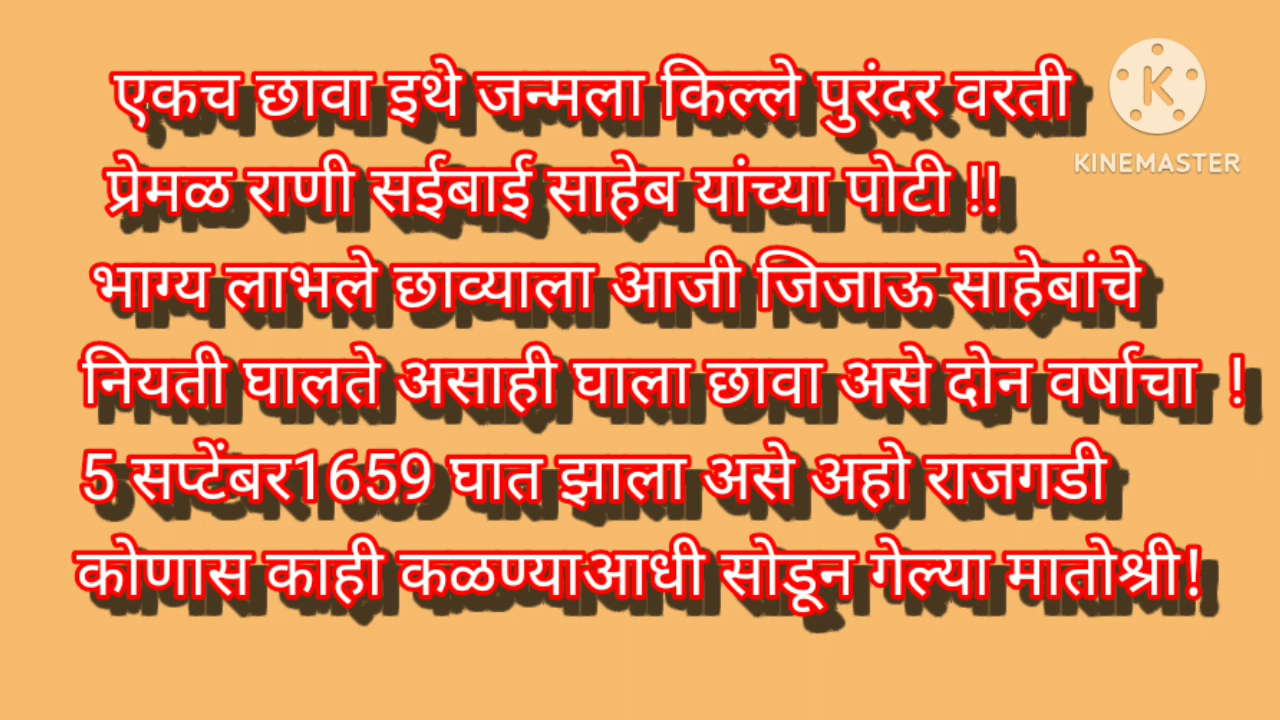 एकच छावा इथे जन्मला किल्ले पुरंदर वरती
KINEMASTER
प्रेमळ राणी सईबाई साहेब यांच्या पोटी !!
भाग्य लाभले छाव्याला आजी जिजाऊ साहेबांचे
नियती घालते असाही घाला छावा असे दोन वर्षाचा !
5 सप्टेंबर1659 घात झाला असे अहो राजगडी
कोणास काही कळण्याआधी सोडून गेल्या मातोश्री!